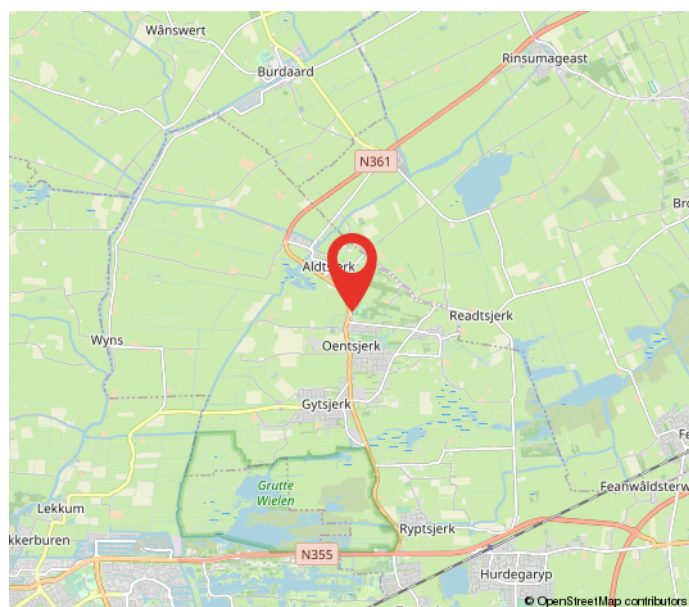 Wânswert
Burdaard
Rinsumageast
N361
Bro
Aldtsjerk
Readtsjerk
Wyns
Oentsjerk
Gytsjerk
Fe
Grutte
Wielen
Feanwâldsterw
Lekkum
kkerburen
Ryptsjerk
N355
Hurdegaryp
© OpenStreetMap contributors